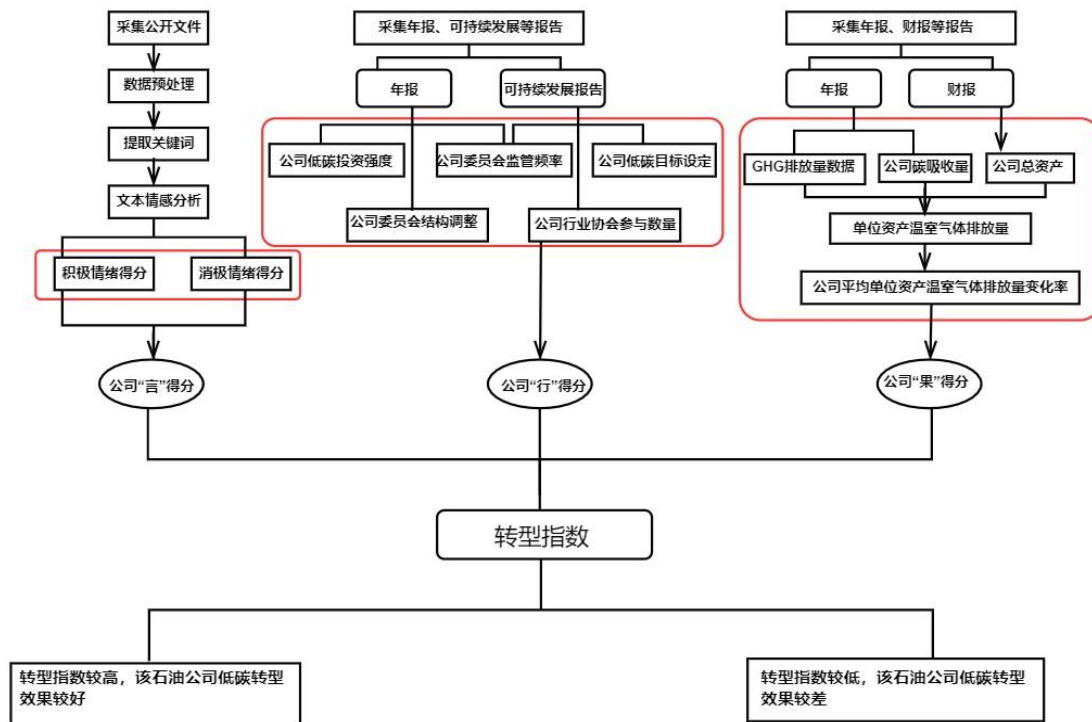 采集公开文件
采集年报、可持续发展等报告
采集年报、财报等报告
数据预处理
年报
可持续发展报告
年报
财报
提取关键词
公司低碳投资强度
公司委员会监管频率
公司低碳目标设定
GHG排放量数据
公司碳吸收量
公司总资产
文本情感分析
公司委员会结构调整
公司行业协会参与数量
单位资产温室气体排放量
积极情绪得分
消极情绪得分
公司平均单位资产温室气体排放量变化率
公司“言”得分
公司“行”得分
公司“果”得分
转型指数
转型指数较高，该石油公司低碳转型
效果较好
转型指数较低，该石油公司低碳转型
效果较差